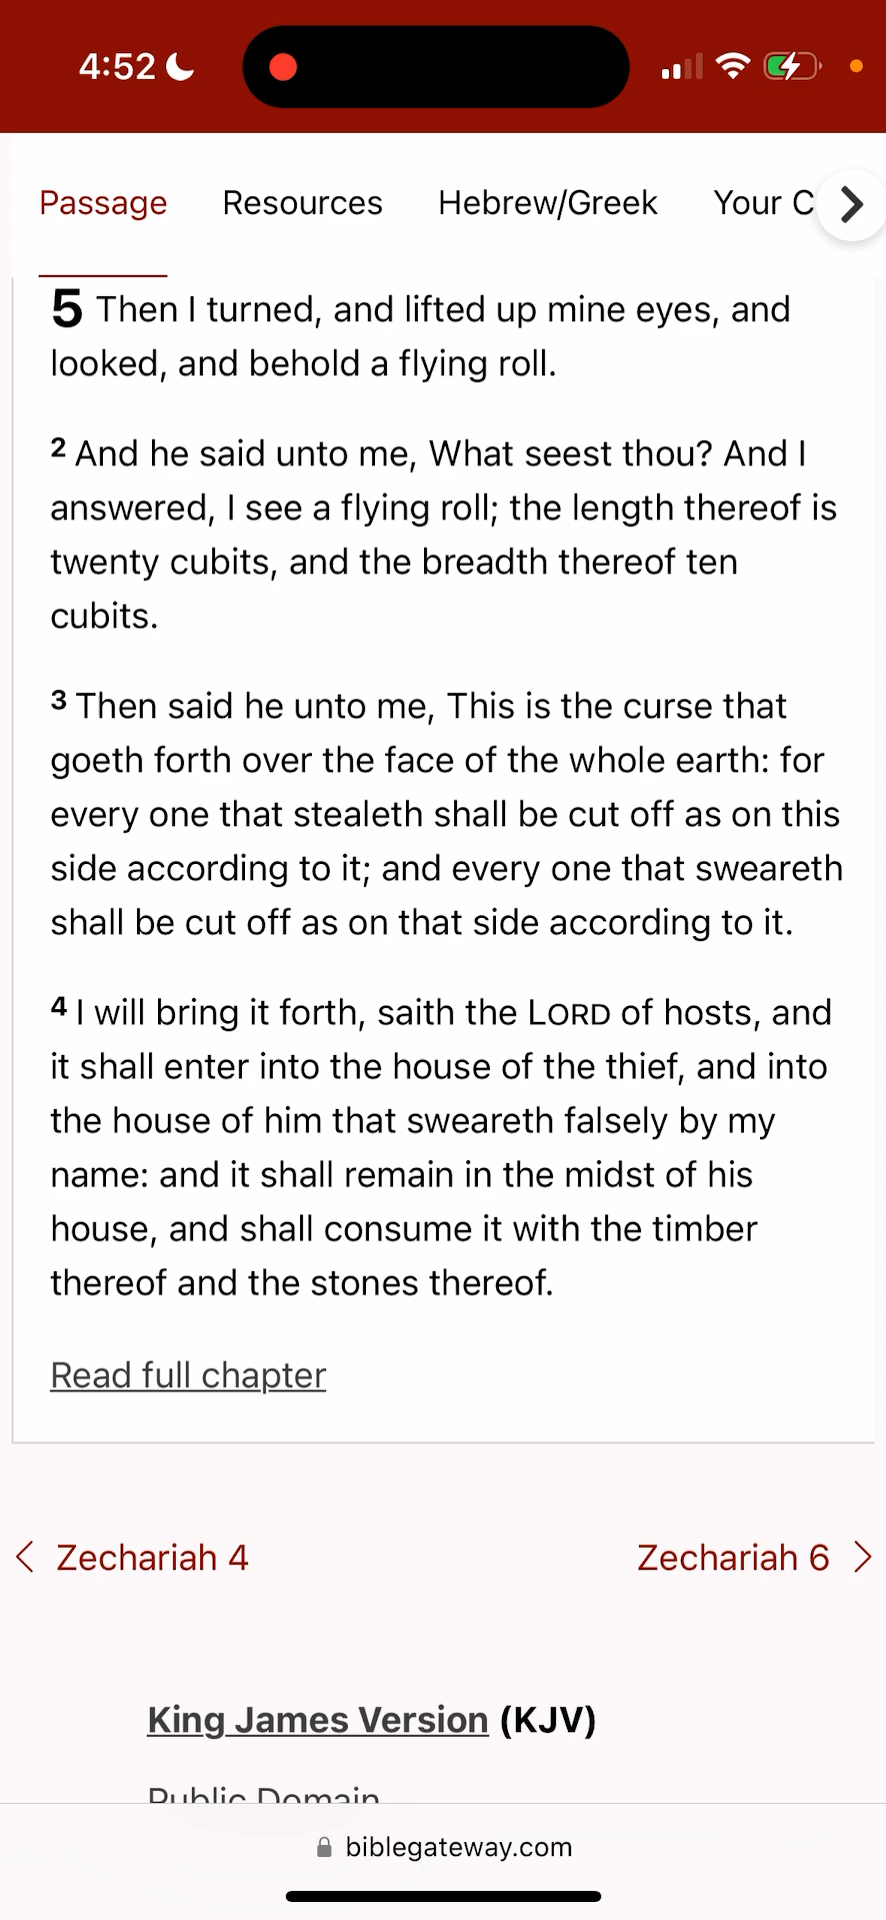 4:52
Passage Resources Hebrew/Greek Your C
5 Then I turned, and lifted up mine eyes, and
looked, and behold a flying roll.
2 And he said unto me, What seest thou? And I
answered, I see a flying roll; the length thereof is
twenty cubits, and the breadth thereof ten
cubits.
3 Then said he unto me, This is the curse that
goeth forth over the face of the whole earth: for
every one that stealeth shall be cut off as on this
side according to it; and every one that sweareth
shall be cut off as on that side according to it.
4 I will bring it forth, saith the LORD of hosts, and
it shall enter into the house of the thief, and into
the house of him that sweareth falsely by my
name: and it shall remain in the midst of his
house, and shall consume it with the timber
thereof and the stones thereof.
Read full chapter
Zechariah 4 Zechariah 6
King James Version (KJV)
Public Domain
biblegateway.com